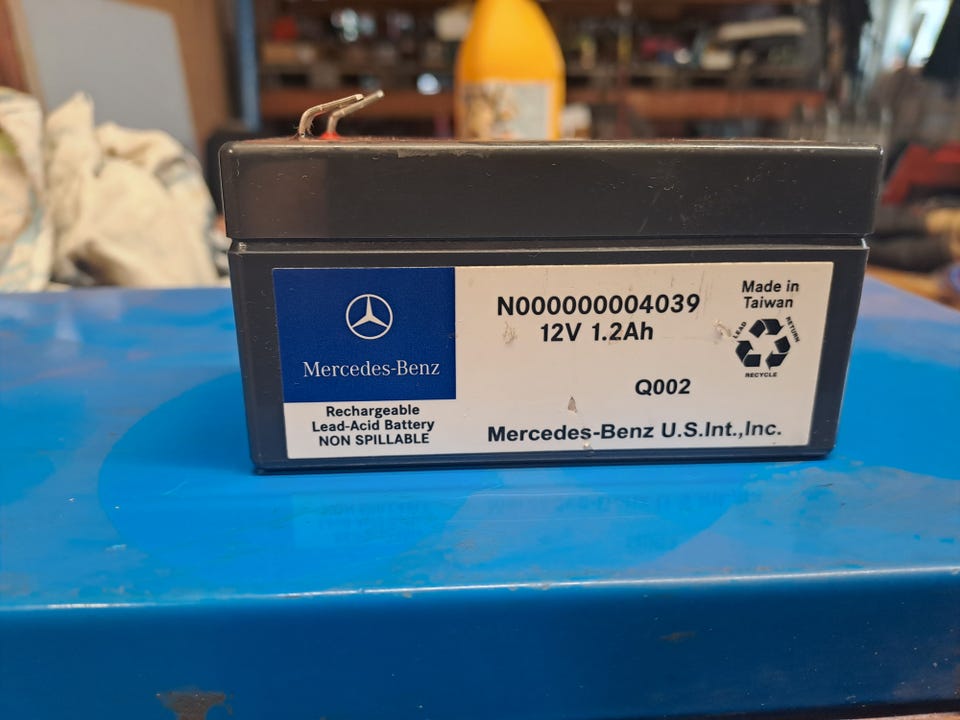 Mercedes-Benz
Rechargeable
Lead-Acid Battery
NON SPILLABLE
N000000004039
12V 1.2Ah
Q002
Mercedes-Benz U.S.Int.,Inc.
Made in
Taiwan
LEAD
RETURN
RECYCLE